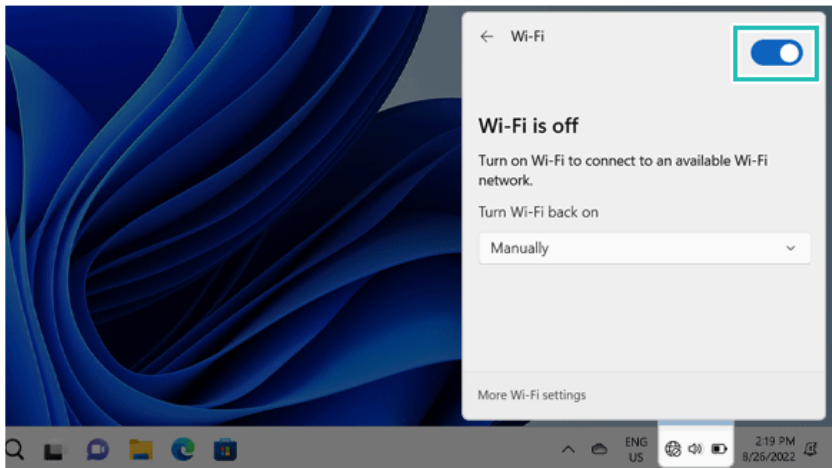 Wi-Fi
Wi-Fi is off
Turn on Wi-Fi to connect to an available Wi-Fi
network.
Turn Wi-Fi back on
Manually
More Wi-Fi settings
ENG
US
2:19 PM
8/26/2022